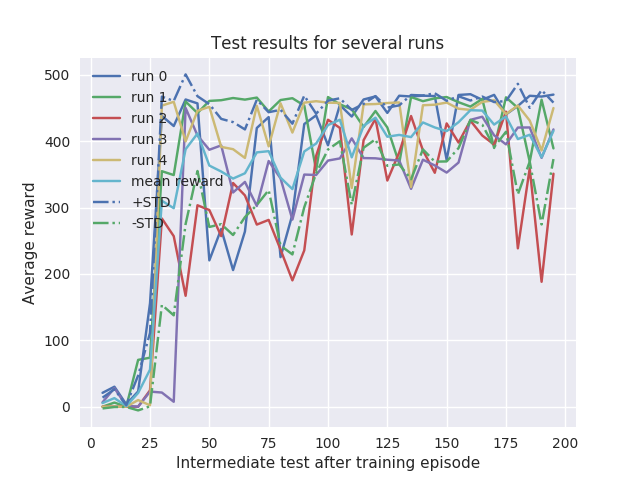 Test results for several runs
500
400
300
200
100
0
Average reward
run 0
run 1
run 2
run 3
run 4
mean reward
+STD
-STD
0 25 50 75 100 125 150 175 200
Intermediate test after training episode